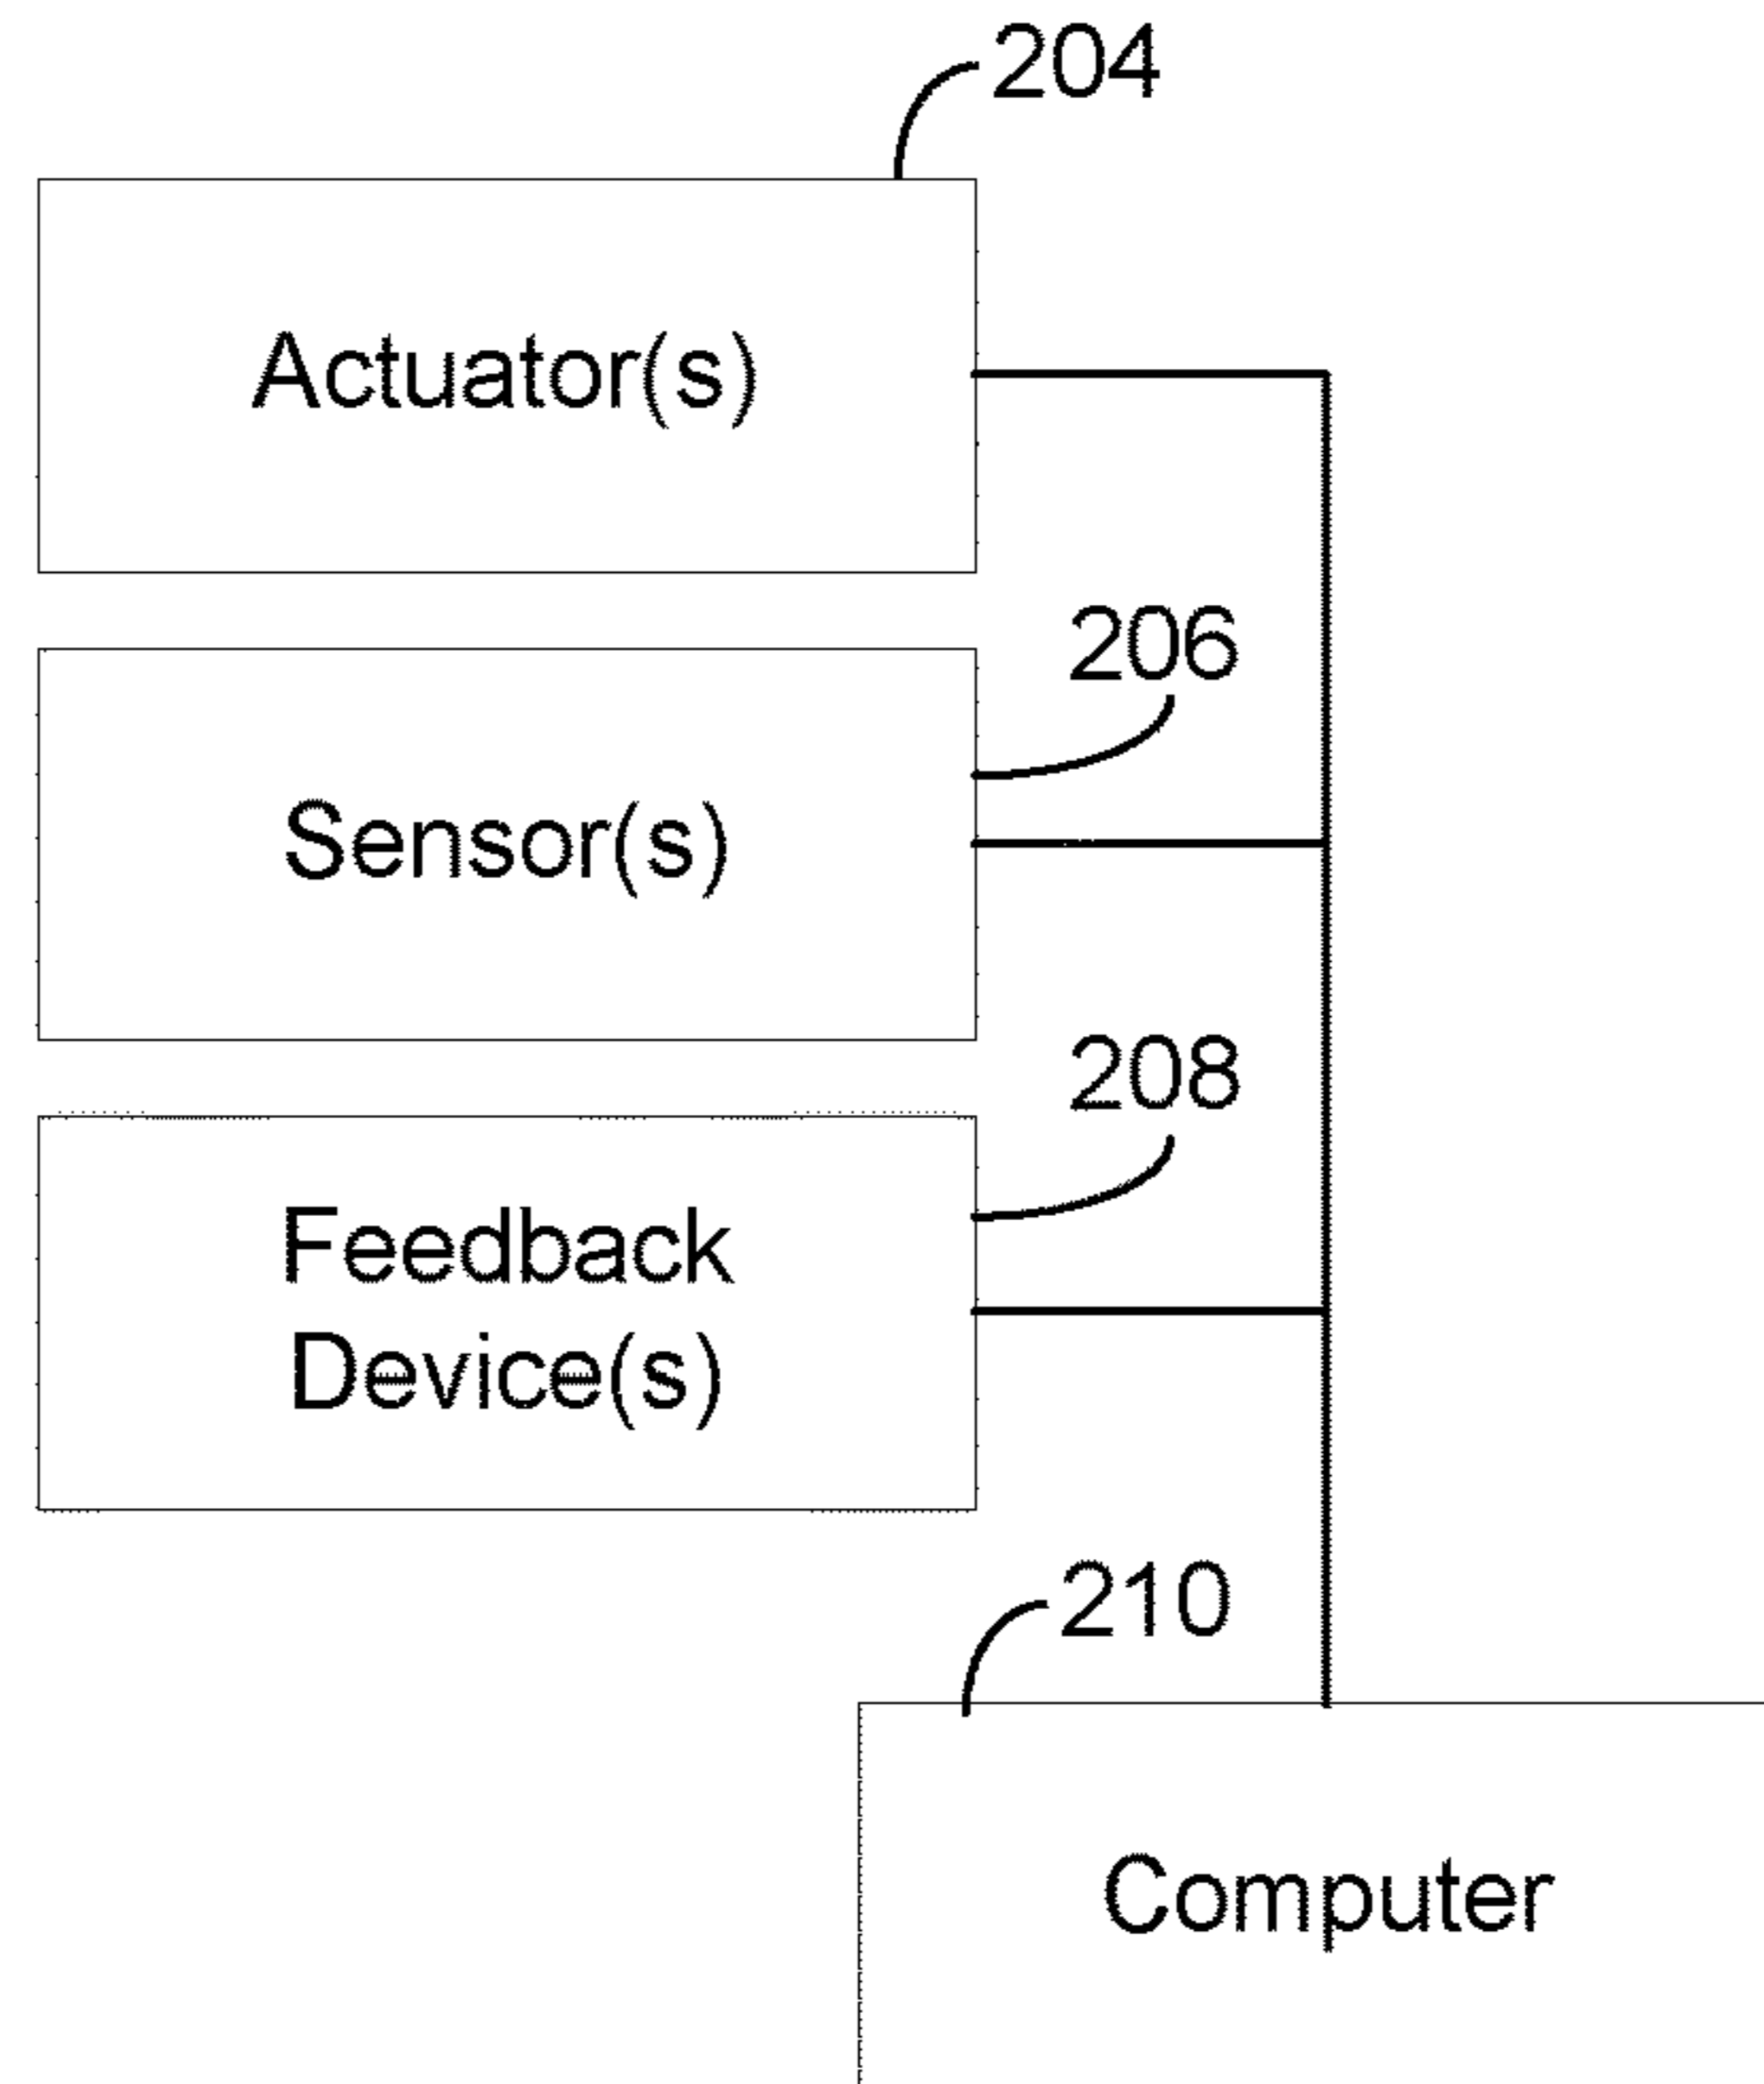 204
Actuator(s)
206
Sensor(s)
208
Feedback
Device(s)
210
Computer